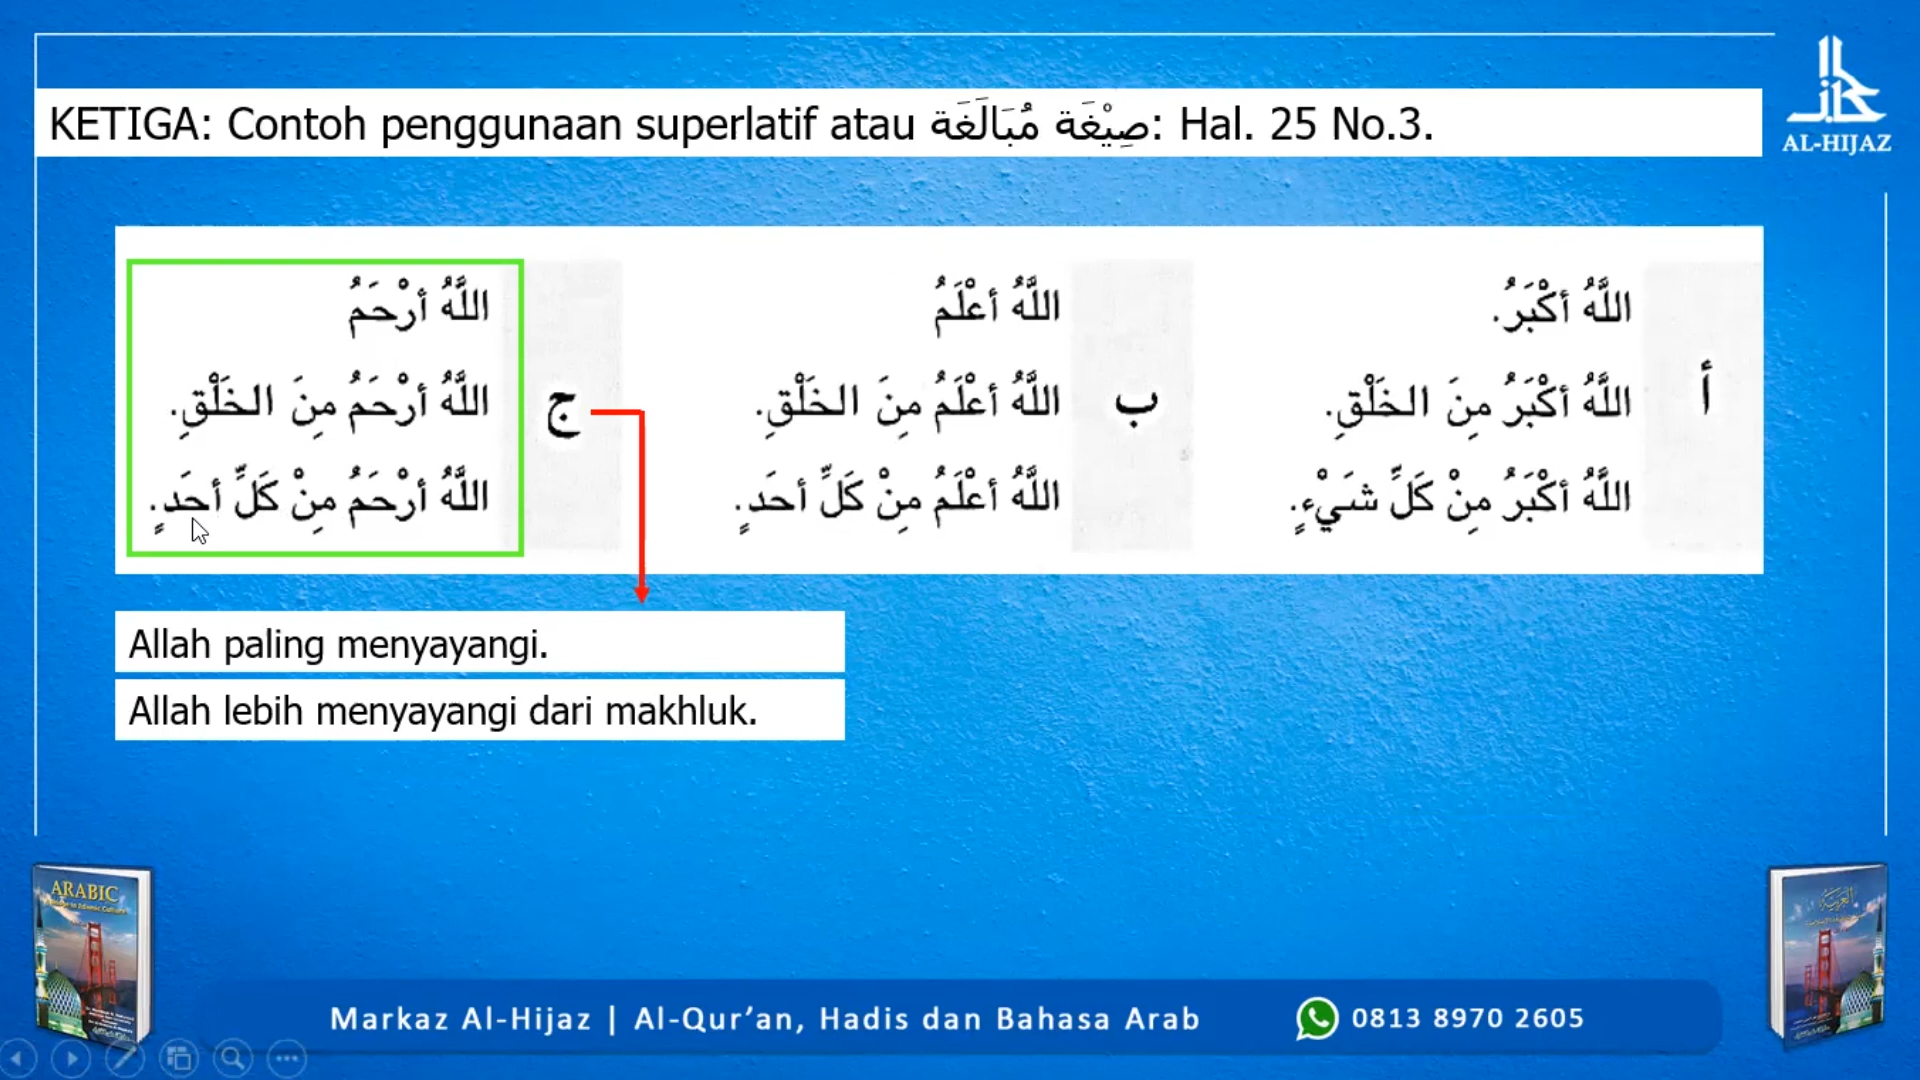 KETIGA: Contoh penggunaan superlatif atau صِيْغَة مُبَالَغَة: Hal. 25 No.3.
AL-HIJAZ
أ
اللَّهُ أكْبَرُ.
اللَّهُ أكْبَرُ مِنَ الخَلْقِ.
اللَّهُ أكْبَرُ مِنْ كَلِّ شَيْءٍ.
ب
اللَّهُ أعْلَمُ
اللَّهُ أعْلَمُ مِنَ الخَلْقِ.
اللَّهُ أعْلَمُ مِنْ كَلِّ أحَدٍ.
ج
اللَّهُ أرْحَمُ
اللَّهُ أرْحَمُ مِنَ الخَلْقِ.
اللَّهُ أرْحَمُ مِنْ كَلِّ أحَدٍ.
Allah paling menyayangi.
Allah lebih menyayangi dari makhluk.
ARABIC
العربية
Markaz Al-Hijaz | Al-Qur’an, Hadis dan Bahasa Arab
0813 8970 2605